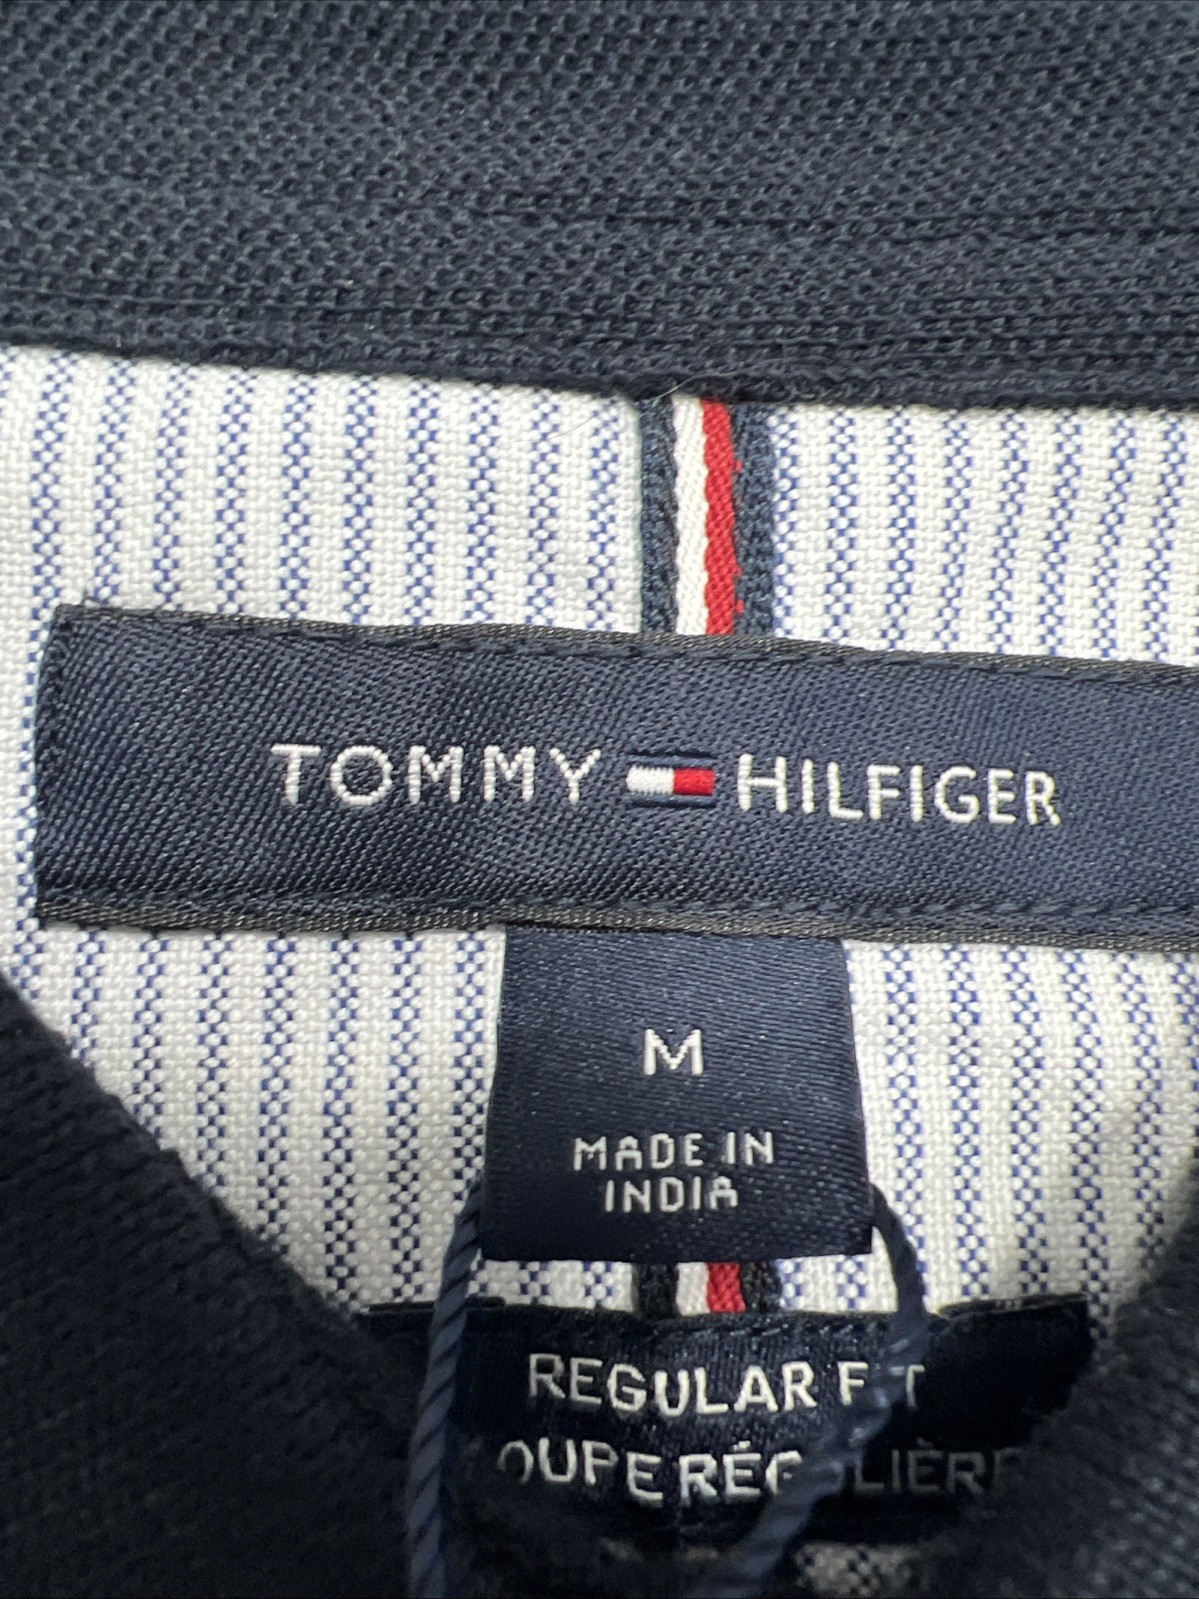 TOMMY HILFIGER
M
MADE IN
INDIA
REGULAR